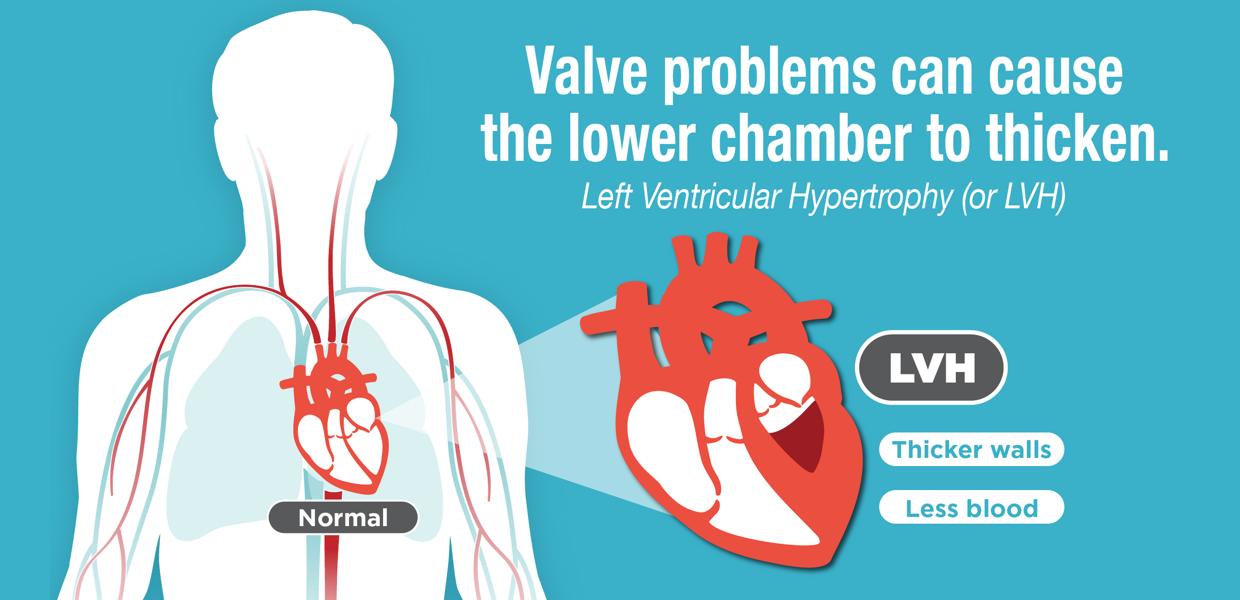 Valve problems can cause
the lower chamber to thicken.
Left Ventricular Hypertrophy (or LVH)
LVH
Thicker walls
Less blood
Normal